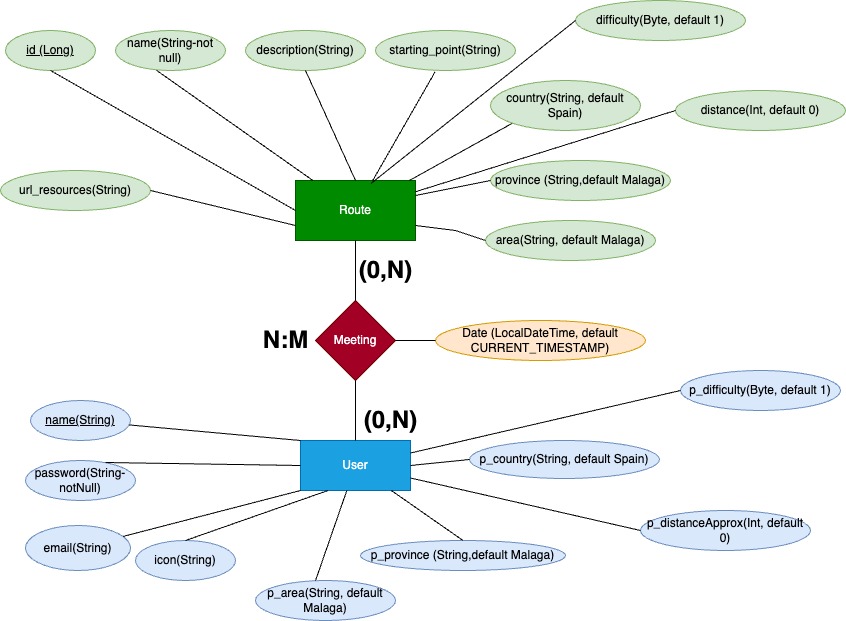 difficulty(Byte, default 1)
id (Long)
name(String-not
null)
description(String)
starting_point(String)
country(String, default
Spain)
distance(Int, default 0)
url_resources(String)
province (String,default Malaga)
Route
area(String, default Malaga)
(0,N)
N:M
Meeting
Date (LocalDateTime, default
CURRENT_TIMESTAMP)
(0,N)
p_difficulty(Byte, default 1)
name(String)
User
p_country(String, default Spain)
password(String-
notNull)
p_distanceApprox(Int, default
0)
email(String)
icon(String)
p_province (String,default Malaga)
p_area(String, default
Malaga)